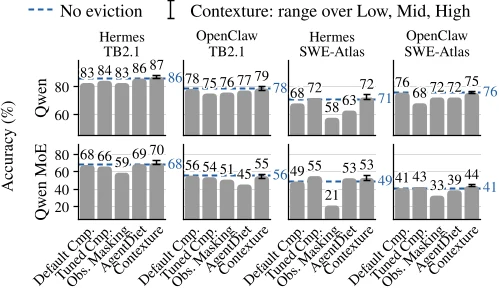 No eviction Contexture: range over Low, Mid, High
Hermes TB2.1
OpenClaw TB2.1
Hermes SWE-Atlas
OpenClaw SWE-Atlas
Accuracy (%)
Qwen
80
60
83 84 83 86 87 86
78 75 76 77 79 78
68 72 58 63 72 71
76 68 72 72 75 76
Qwen MoE
80
60
40
20
68 66 59 69 70 68
56 54 51 45 55 56
49 55 21 53 53 49
41 43 33 39 44 41
Default Cmp. Tuned Cmp. Obs. Masking AgentDiet Contexture
Default Cmp. Tuned Cmp. Obs. Masking AgentDiet Contexture
Default Cmp. Tuned Cmp. Obs. Masking AgentDiet Contexture
Default Cmp. Tuned Cmp. Obs. Masking AgentDiet Contexture